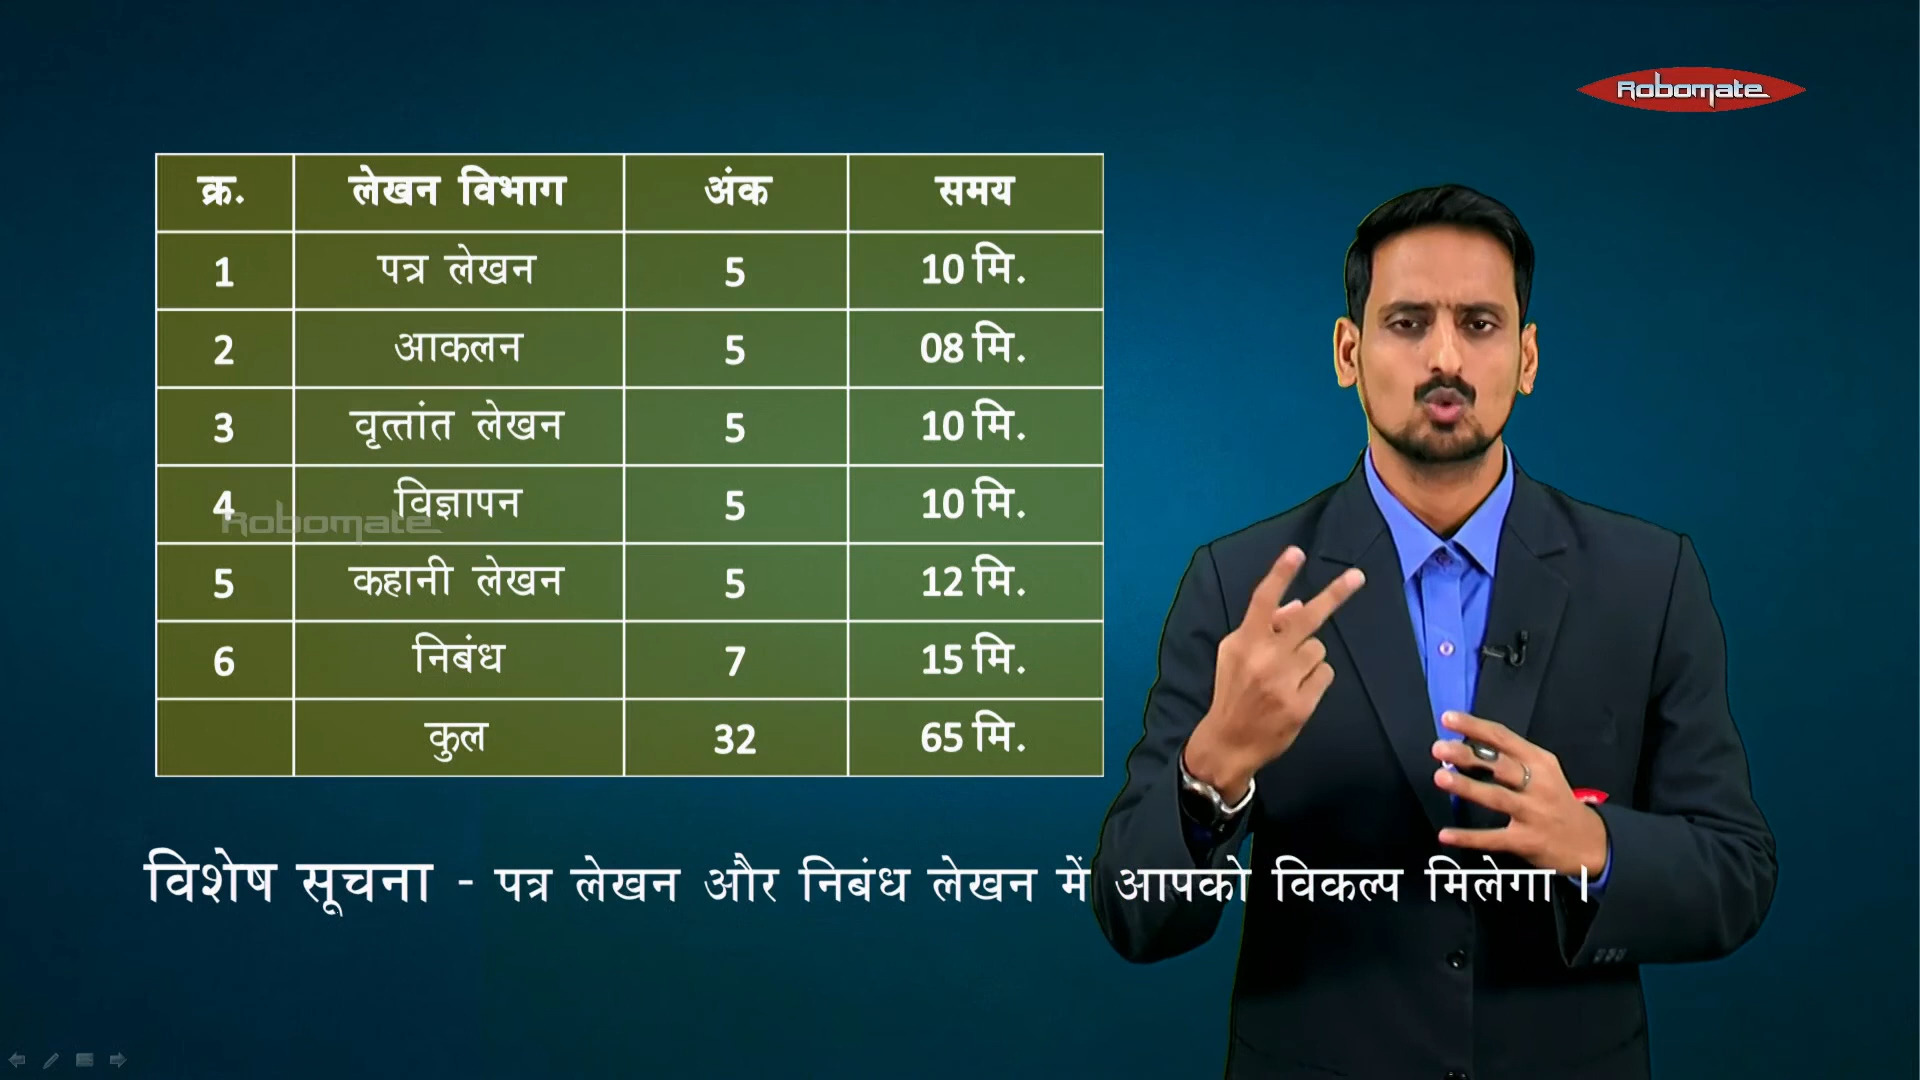 Robomate
क्र. लेखन विभाग अंक समय
1 पत्र लेखन 5 10 मि.
2 आकलन 5 08 मि.
3 वृत्तांत लेखन 5 10 मि.
4 विज्ञापन 5 10 मि.
Robomate
5 कहानी लेखन 5 12 मि.
6 निबंध 7 15 मि.
कुल 32 65 मि.
विशेष सूचना - पत्र लेखन और निबंध लेखन में आपको विकल्प मिलेगा ।